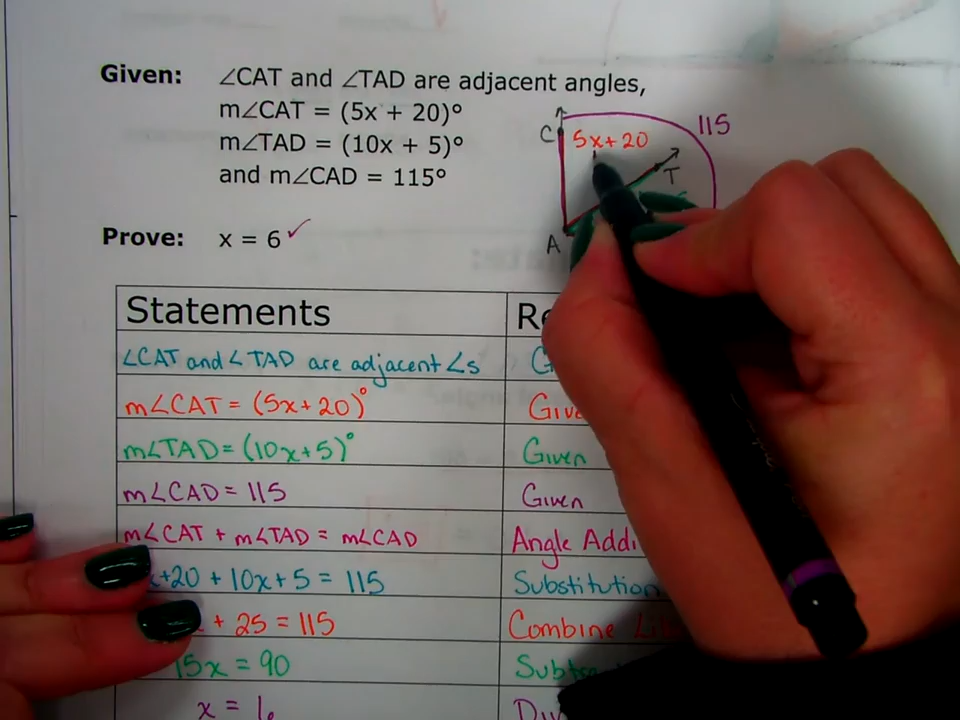 Given: ∠CAT and ∠TAD are adjacent angles,
m∠CAT = (5x + 20)°
m∠TAD = (10x + 5)°
and m∠CAD = 115°
C 5x+20 115
T
A
Prove: x = 6 ✓
Statements
∠CAT and ∠TAD are adjacent ∠s
m∠CAT = (5x+20)° 
m∠TAD = (10x+5)° Given
m∠CAD = 115 Given
m∠CAT + m∠TAD = m∠CAD Angle
+20 + 10x+5 = 115 Substitution
+ 25 = 115 Combine
15x = 90
x = 6